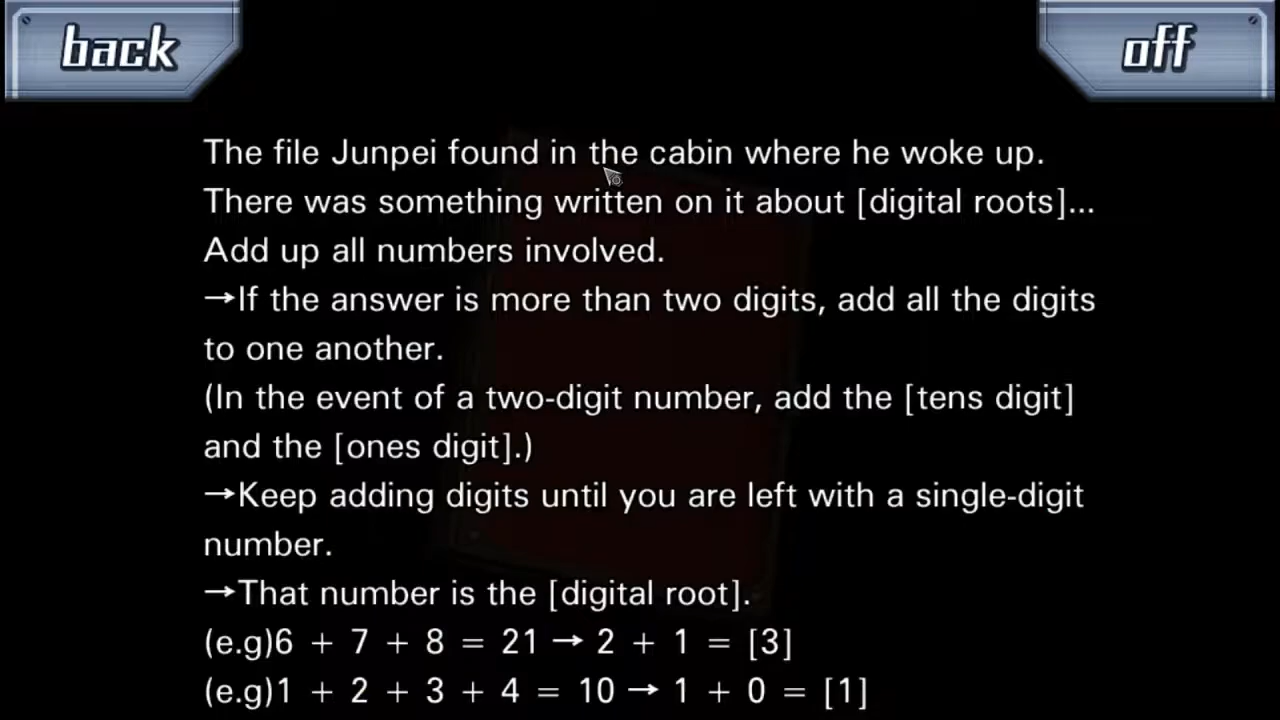 back
off
The file Junpei found in the cabin where he woke up.
There was something written on it about [digital roots]...
Add up all numbers involved.
→If the answer is more than two digits, add all the digits
to one another.
(In the event of a two-digit number, add the [tens digit]
and the [ones digit].)
→Keep adding digits until you are left with a single-digit
number.
→That number is the [digital root].
(e.g)6 + 7 + 8 = 21 → 2 + 1 = [3]
(e.g)1 + 2 + 3 + 4 = 10 → 1 + 0 = [1]